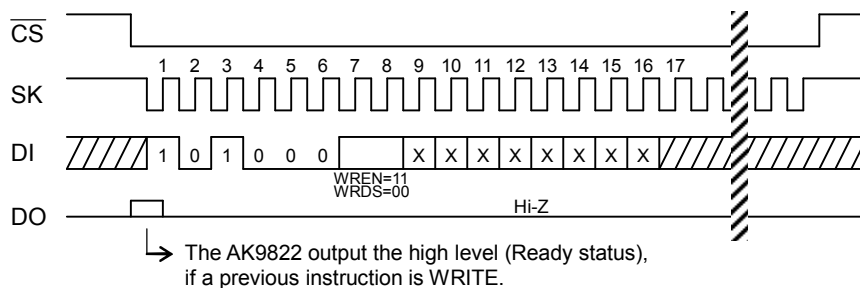 CS
1 2 3 4 5 6 7 8 9 10 11 12 13 14 15 16 17
SK
DI 1 0 1 0 0 0 X X X X X X X X
WREN=11
WRDS=00
DO Hi-Z
The AK9822 output the high level (Ready status),
if a previous instruction is WRITE.